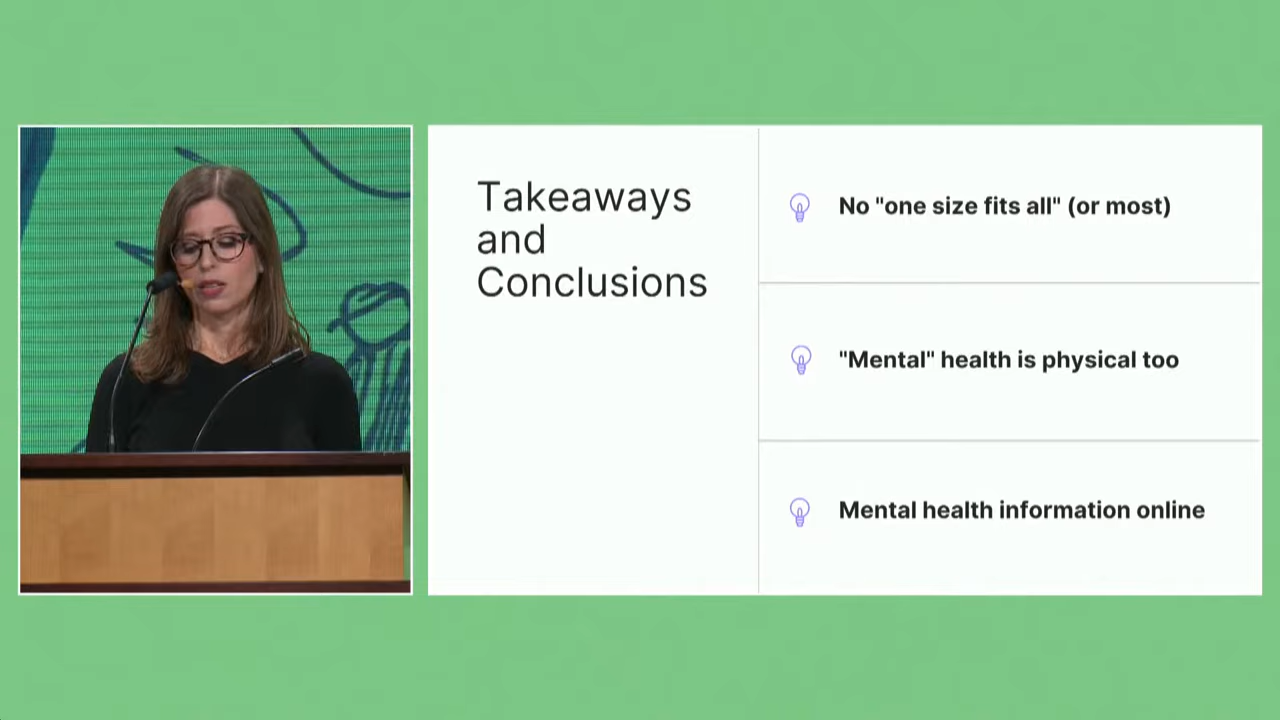 Takeaways
and
Conclusions
No "one size fits all" (or most)
"Mental" health is physical too
Mental health information online